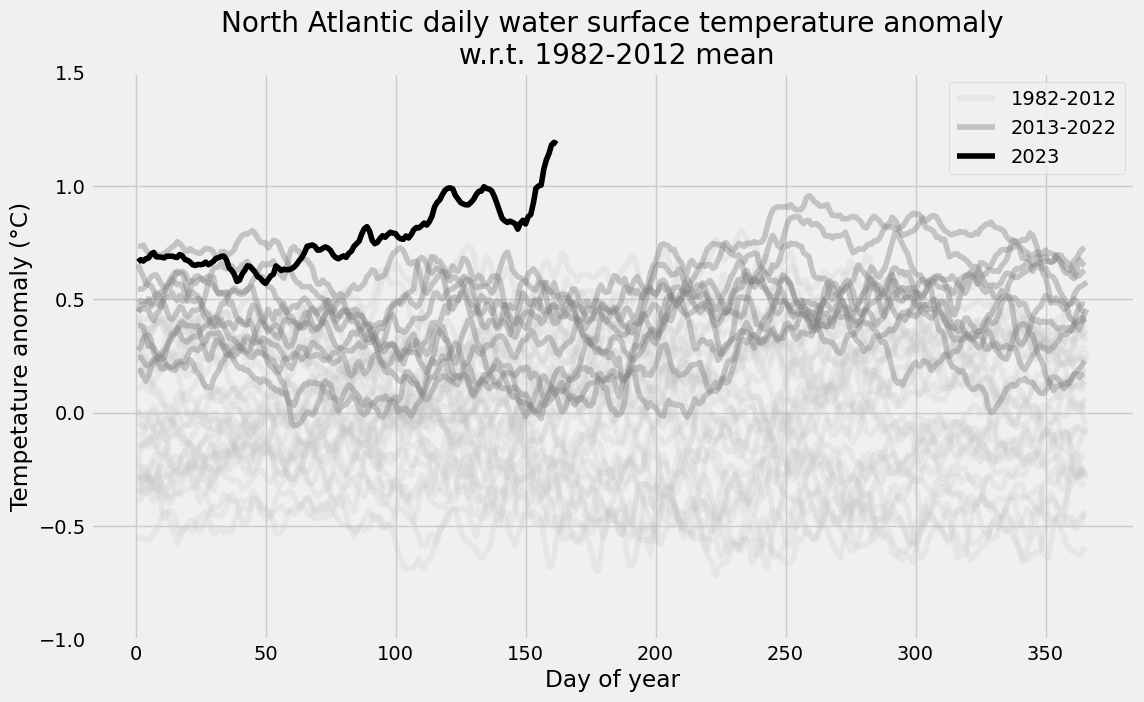 North Atlantic daily water surface temperature anomaly
w.r.t. 1982-2012 mean
1.5
1.0
0.5
0.0
−0.5
−1.0
Tempetature anomaly (°C)
1982-2012
2013-2022
2023
0 50 100 150 200 250 300 350
Day of year